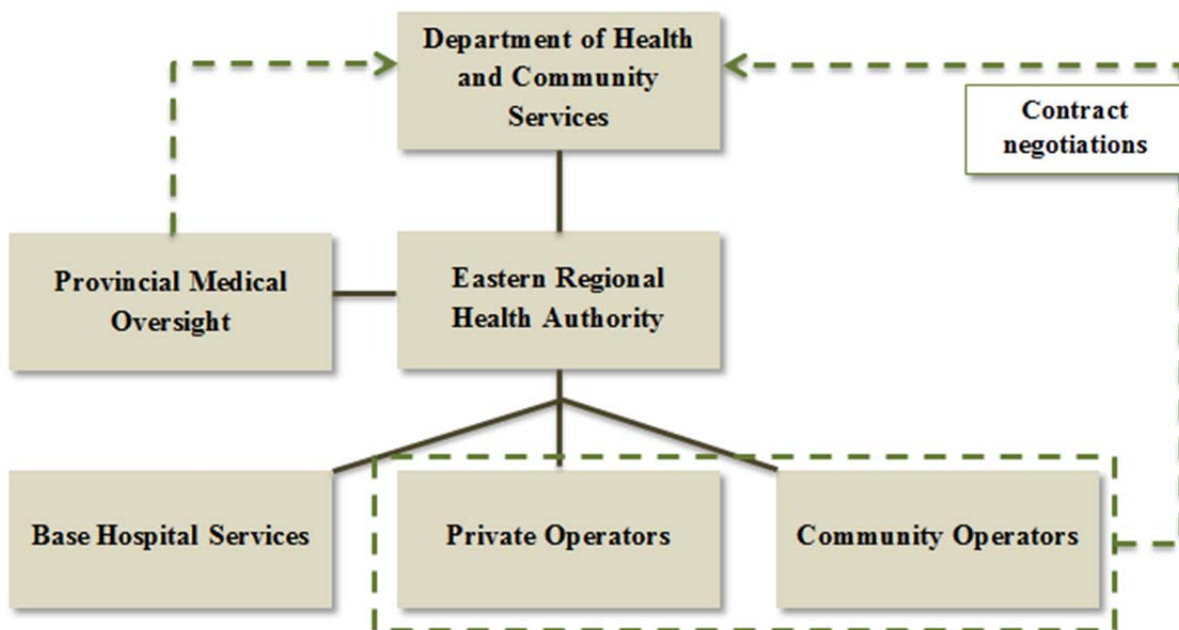 Department of Health
and Community
Services
Contract
negotiations
Provincial Medical
Oversight
Eastern Regional
Health Authority
Base Hospital Services
Private Operators
Community Operators